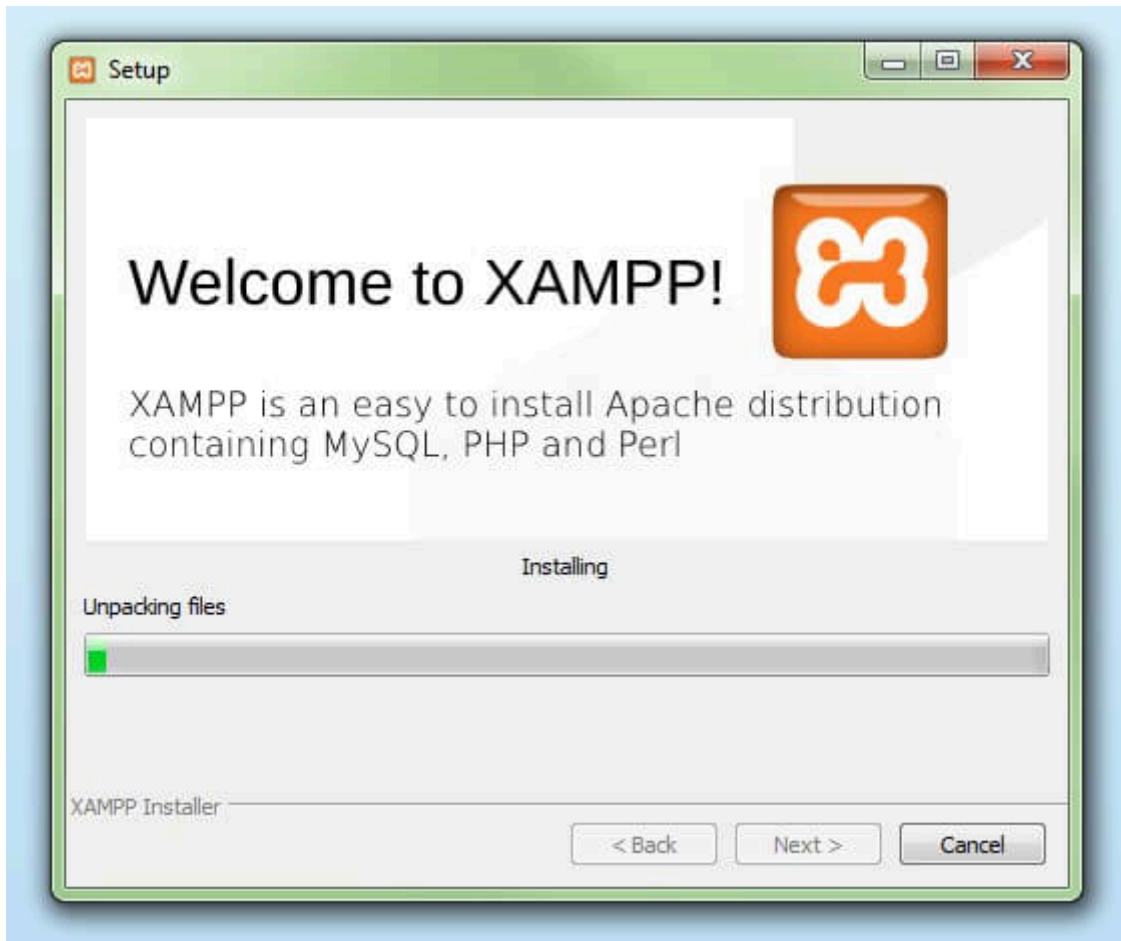 Setup
Welcome to XAMPP!
XAMPP is an easy to install Apache distribution
containing MySQL, PHP and Perl
Installing
Unpacking files
XAMPP Installer
< Back
Next >
Cancel